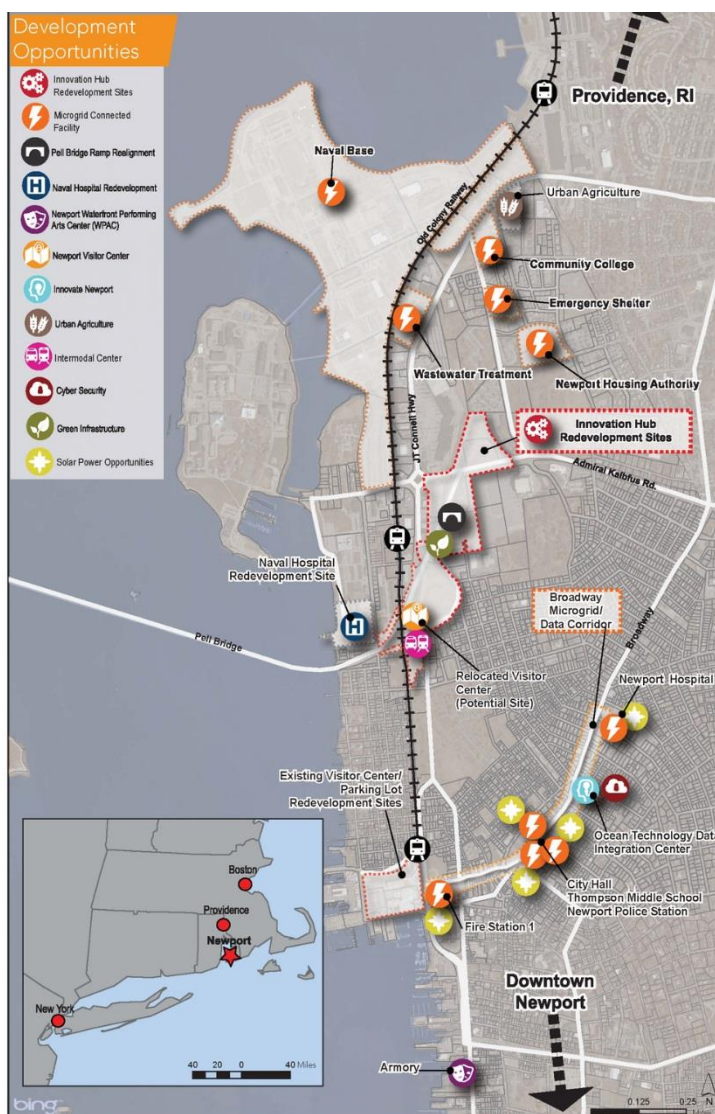 Development
Opportunities
Innovation Hub
Redevelopment Sites
Microgrid Connected
Facility
Pell Bridge Ramp Realignment
Naval Hospital Redevelopment
Newport Waterfront Performing
Arts Center (WPAC)
Newport Visitor Center
Innovate Newport
Urban Agriculture
Intermodal Center
Cyber Security
Green Infrastructure
Solar Power Opportunities
Providence, RI
Naval Base
Old Colony Railway
Urban Agriculture
Community College
Emergency Shelter
Wastewater Treatment
Newport Housing Authority
JT Connell Hwy
Innovation Hub
Redevelopment Sites
Admiral Kalbfus Rd.
Naval Hospital
Redevelopment Site
H
Pell Bridge
Broadway
Microgrid/
Data Corridor
Broadway
Relocated Visitor
Center
(Potential Site)
Newport Hospital
Existing Visitor Center/
Parking Lot
Redevelopment Sites
Ocean Technology Data
Integration Center
City Hall
Thompson Middle School
Newport Police Station
Fire Station 1
Downtown
Newport
Armory
Boston
Providence
Newport
New York
40 20 0 40 Miles
bing
N
0.125 0.25